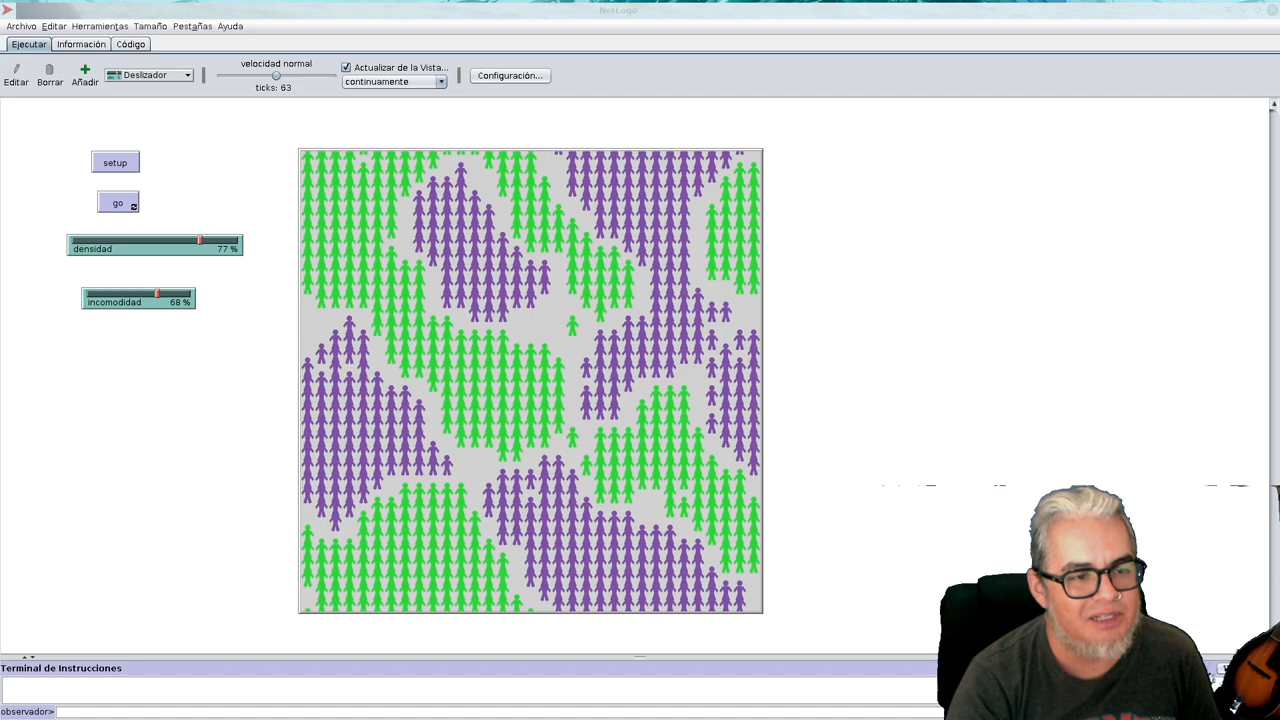 NetLogo
Archivo Editar Herramientas Tamaño Pestañas Ayuda
Ejecutar Información Código
Editar Borrar Añadir Deslizador velocidad normal ticks: 63 Actualizar de la Vista... continuamente Configuración...
setup
go
densidad 77 %
incomodidad 68 %
Terminal de Instrucciones
observador>